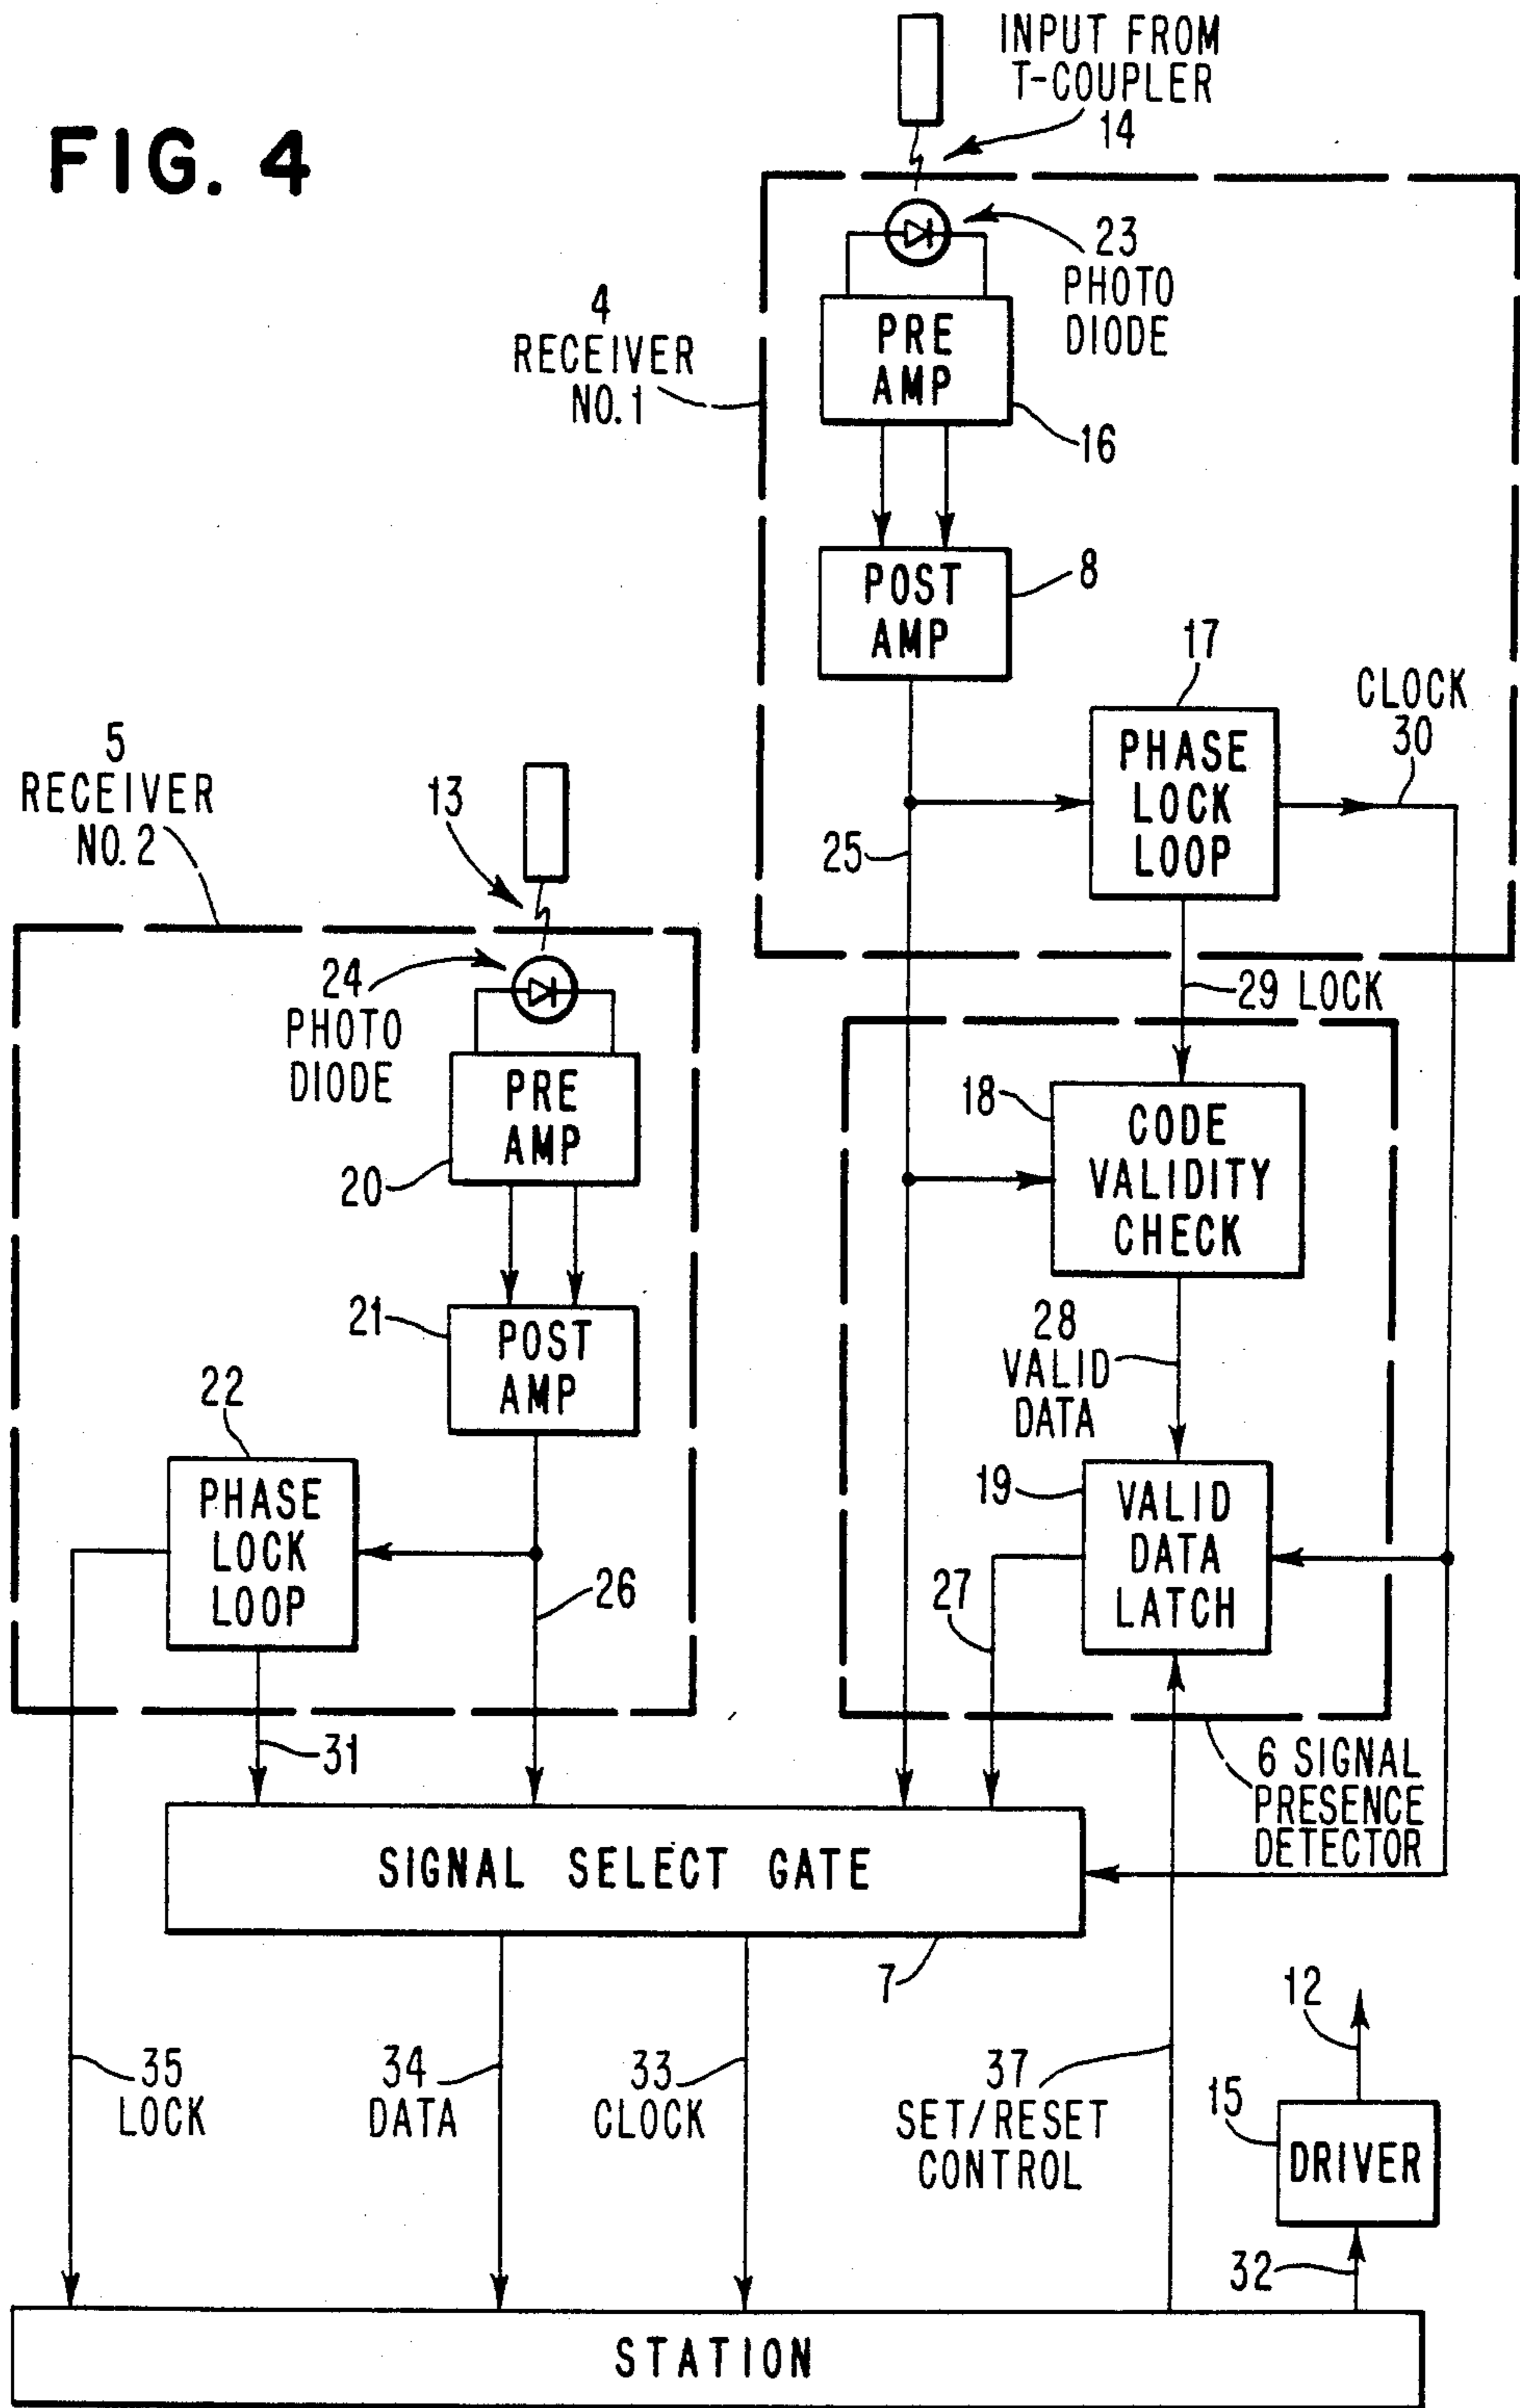 FIG. 4
INPUT FROM
T-COUPLER
14
23
PHOTO
DIODE
4
RECEIVER
NO. 1
PRE
AMP
16
POST
AMP
8
17
PHASE
LOCK
LOOP
CLOCK
30
25
5
RECEIVER
NO. 2
13
24
PHOTO
DIODE
29 LOCK
PRE
AMP
20
18
CODE
VALIDITY
CHECK
21
POST
AMP
28
VALID
DATA
22
PHASE
LOCK
LOOP
26
19
VALID
DATA
LATCH
27
31
6 SIGNAL
PRESENCE
DETECTOR
SIGNAL SELECT GATE
7
12
35
LOCK
34
DATA
33
CLOCK
37
SET/RESET
CONTROL
15
DRIVER
32
STATION